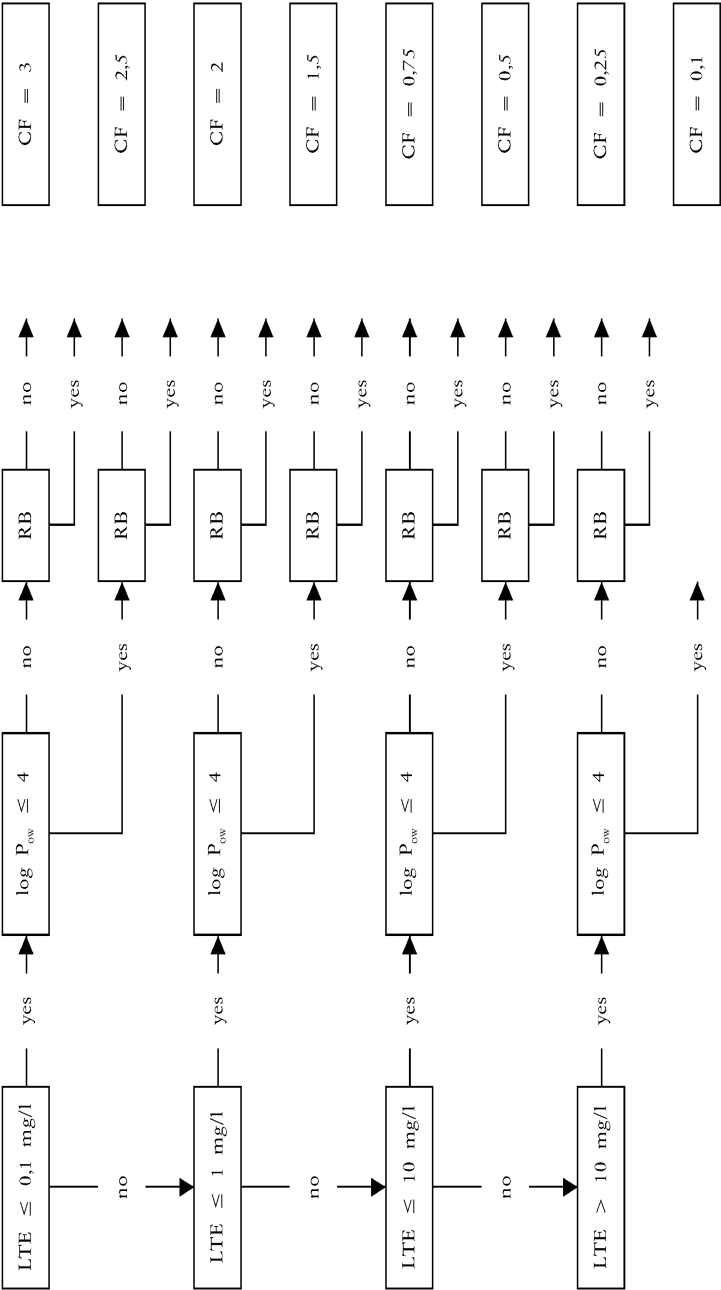 LTE ≤ 0,1 mg/l
yes
log Pow ≤ 4
no
RB
no
CF = 3
yes
yes
RB
no
CF = 2,5
yes
no
LTE ≤ 1 mg/l
yes
log Pow ≤ 4
no
RB
no
CF = 2
yes
yes
RB
no
CF = 1,5
yes
no
LTE ≤ 10 mg/l
yes
log Pow ≤ 4
no
RB
no
CF = 0,75
yes
yes
RB
no
CF = 0,5
yes
no
LTE > 10 mg/l
yes
log Pow ≤ 4
no
RB
no
CF = 0,25
yes
yes
CF = 0,1